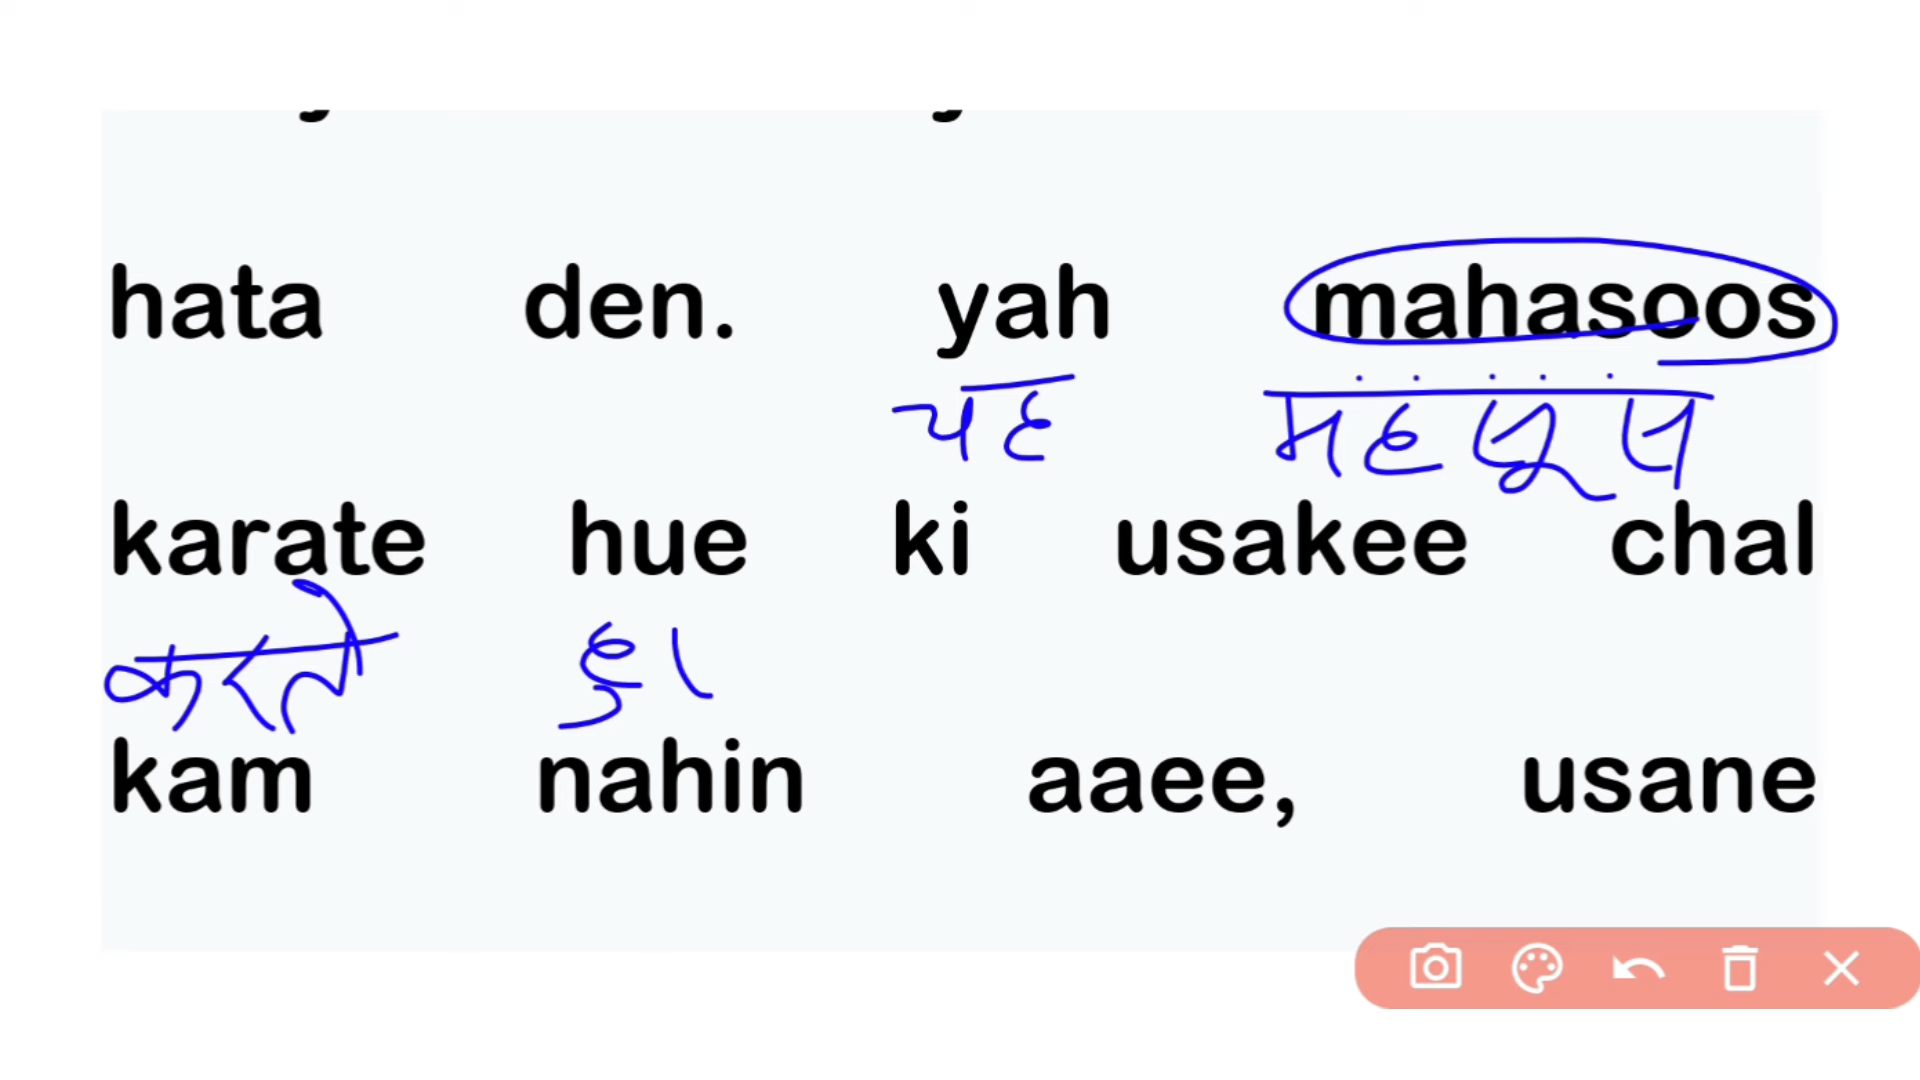 hata den. yah mahasoos
यह महसूस
karate hue ki usakee chal
करते
kam nahin aaee, usane